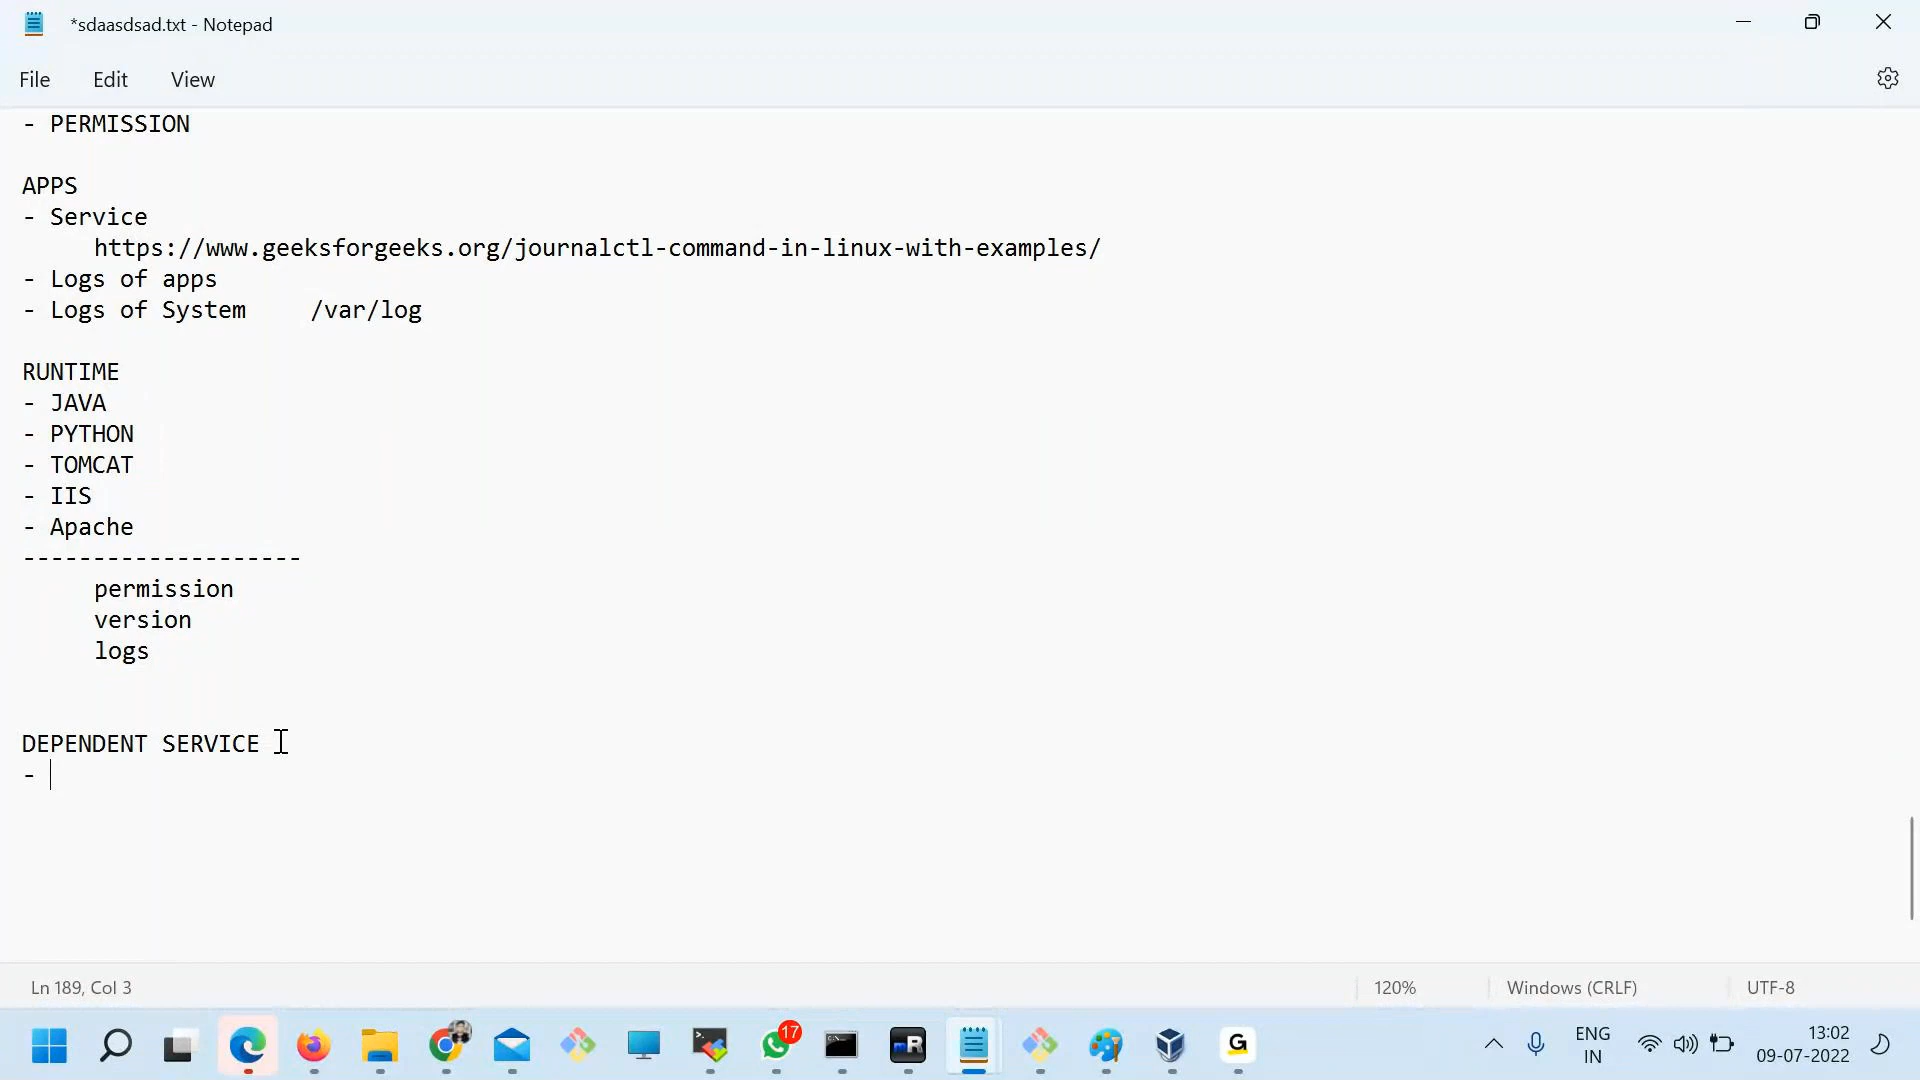 *sdaasdsad.txt - Notepad
File Edit View
- PERMISSION
APPS
- Service
https://www.geeksforgeeks.org/journalctl-command-in-linux-with-examples/
- Logs of apps
- Logs of System /var/log
RUNTIME
- JAVA
- PYTHON
- TOMCAT
- IIS
- Apache
--------------------
permission
version
logs
DEPENDENT SERVICE
-
Ln 189, Col 3 120% Windows (CRLF) UTF-8
17
mR
G
ENG
IN
13:02
09-07-2022